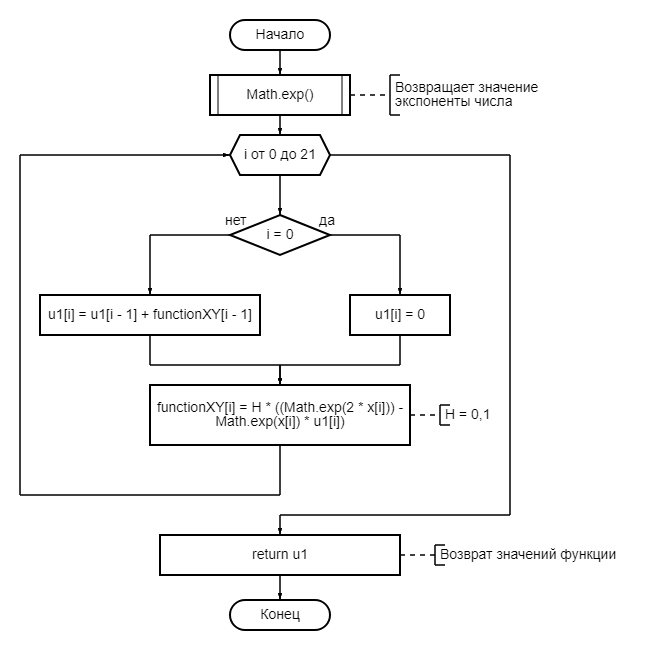 Начало
Math.exp()
Возвращает значение
экспоненты числа
i от 0 до 21
нет
да
i = 0
u1[i] = u1[i - 1] + functionXY[i - 1]
u1[i] = 0
functionXY[i] = H * ((Math.exp(2 * x[i])) -
Math.exp(x[i]) * u1[i])
H = 0,1
return u1
Возврат значений функции
Конец